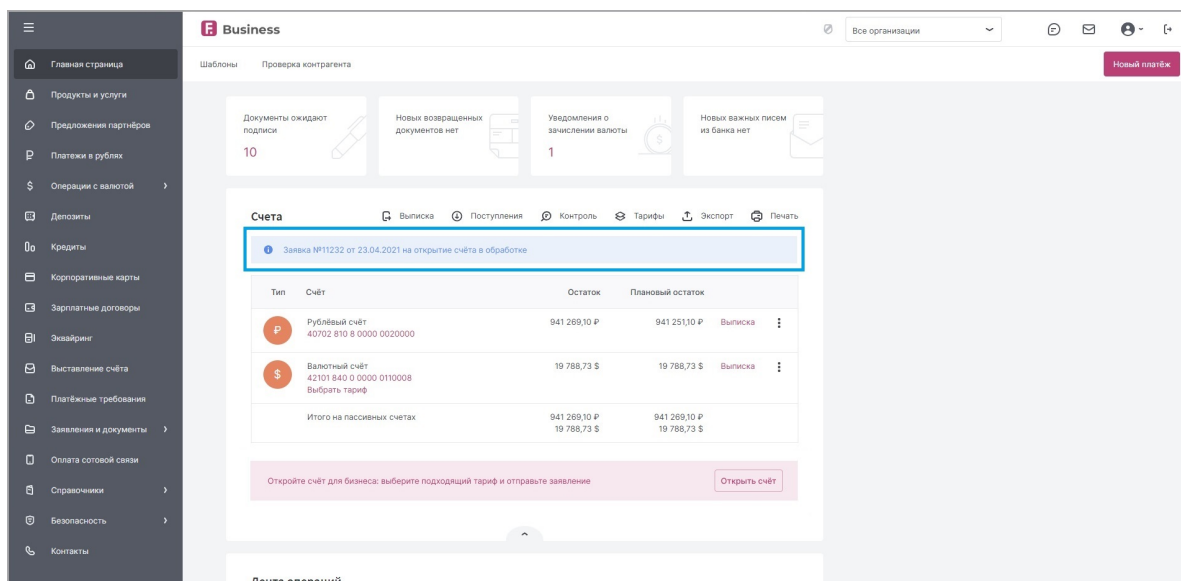 Business
Все организации
Главная страница
Шаблоны
Проверка контрагента
Новый платёж
Продукты и услуги
Предложения партнёров
Платежи в рублях
Операции с валютой
Депозиты
Кредиты
Корпоративные карты
Зарплатные договоры
Эквайринг
Выставление счёта
Платёжные требования
Заявления и документы
Оплата сотовой связи
Справочники
Безопасность
Контакты
Документы ожидают
подписи
10
Новых возвращенных
документов нет
Уведомления о
зачислении валюты
1
Новых важных писем
из банка нет
Счета
Выписка
Поступления
Контроль
Тарифы
Экспорт
Печать
Заявка №11232 от 23.04.2021 на открытие счёта в обработке
Тип Счёт Остаток Плановый остаток
Рублёвый счёт 941 269,10 ₽ 941 251,10 ₽ Выписка
40702 810 8 0000 0020000
Валютный счёт 19 788,73 $ 19 788,73 $ Выписка
42101 840 0 0000 0110008
Выбрать тариф
Итого на пассивных счетах 941 269,10 ₽ 941 269,10 ₽
19 788,73 $ 19 788,73 $
Откройте счёт для бизнеса: выберите подходящий тариф и отправьте заявление
Открыть счёт